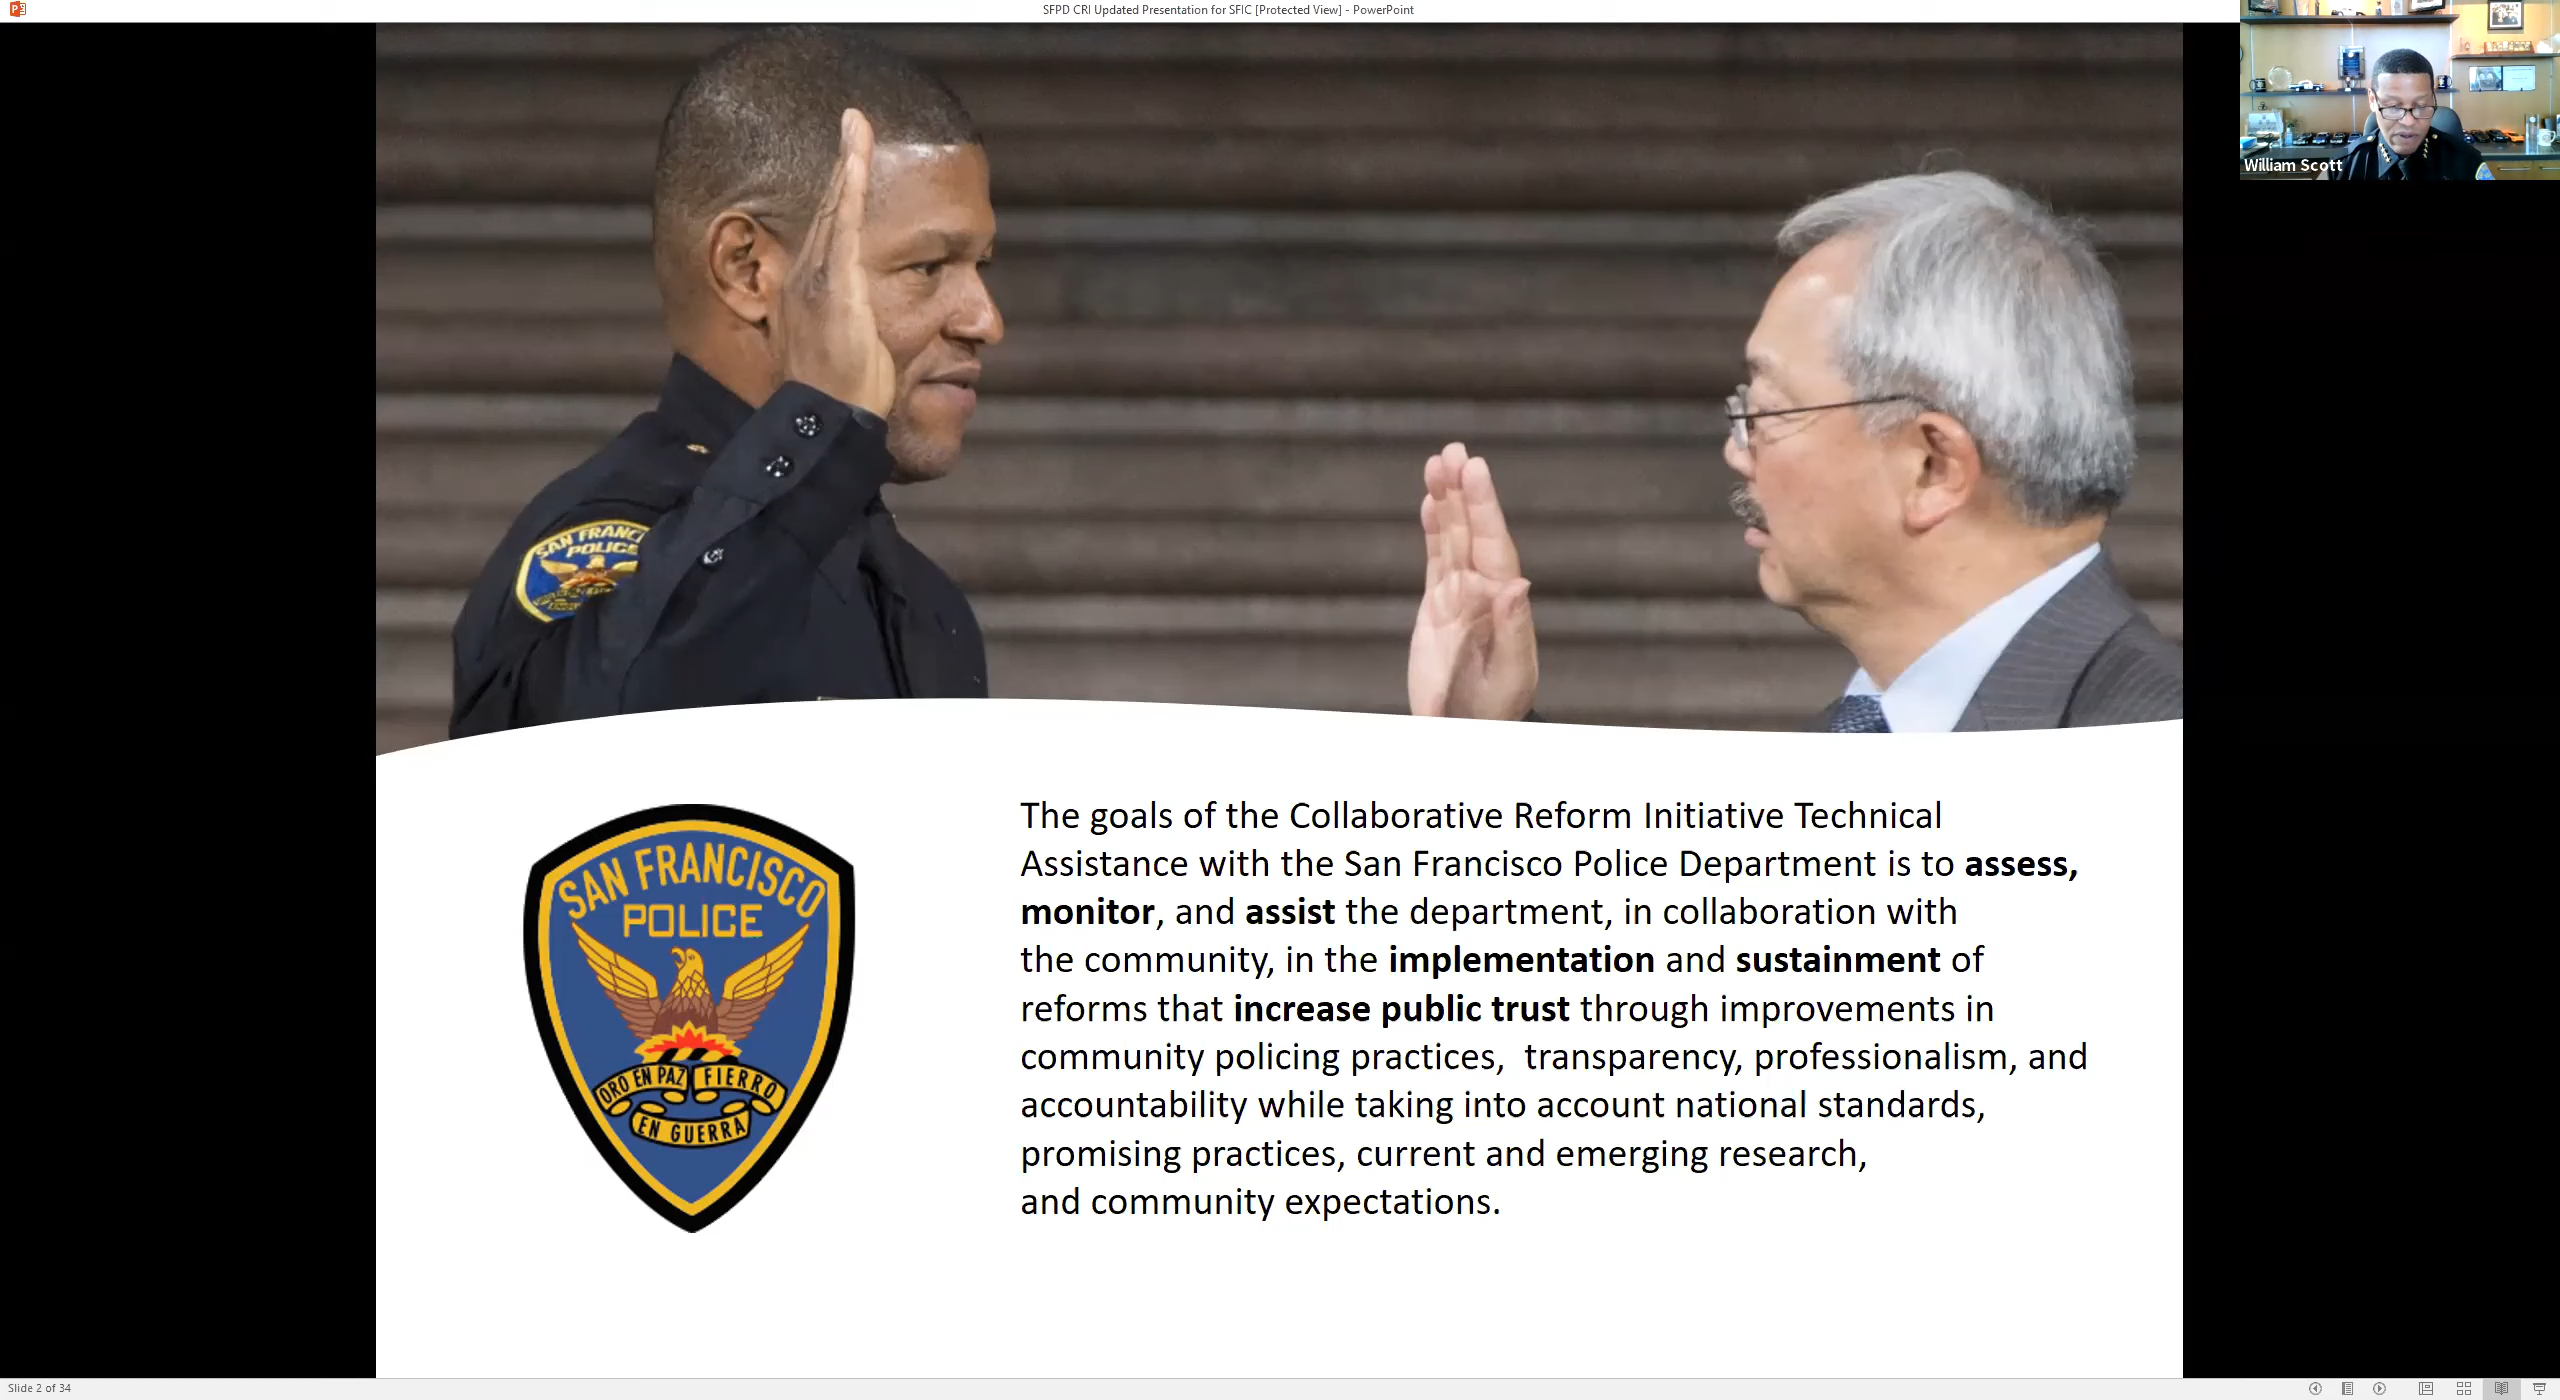 SFPD CRI Updated Presentation for SFIC [Protected View] - PowerPoint
William Scott
SAN FRANCI
POLICE
The goals of the Collaborative Reform Initiative Technical
Assistance with the San Francisco Police Department is to assess,
monitor, and assist the department, in collaboration with
the community, in the implementation and sustainment of
reforms that increase public trust through improvements in
community policing practices,  transparency, professionalism, and
accountability while taking into account national standards,
promising practices, current and emerging research,
and community expectations.
SAN FRANCISCO
POLICE
ORO EN PAZ FIERRO
EN GUERRA
Slide 2 of 34